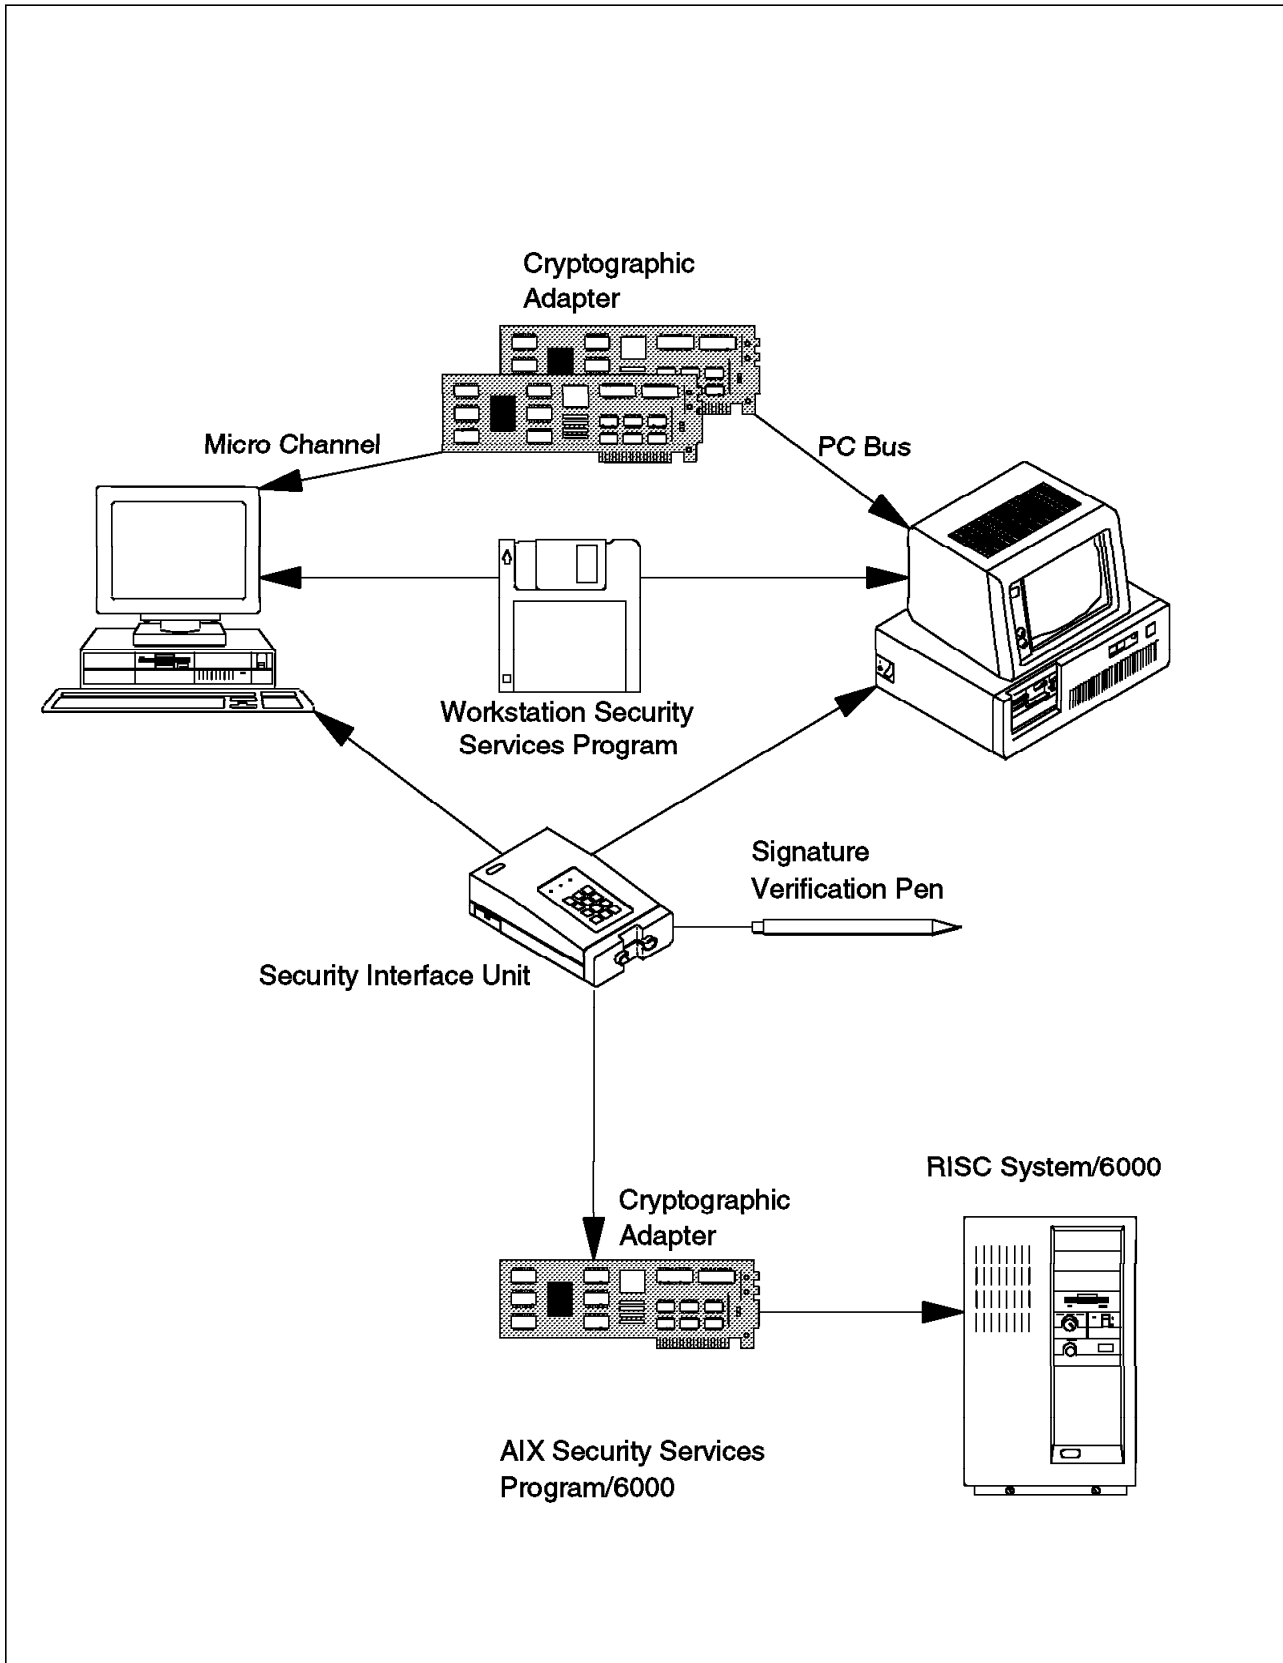 Cryptographic
Adapter
Micro Channel
PC Bus
Workstation Security
Services Program
Signature
Verification Pen
Security Interface Unit
RISC System/6000
Cryptographic
Adapter
AIX Security Services
Program/6000